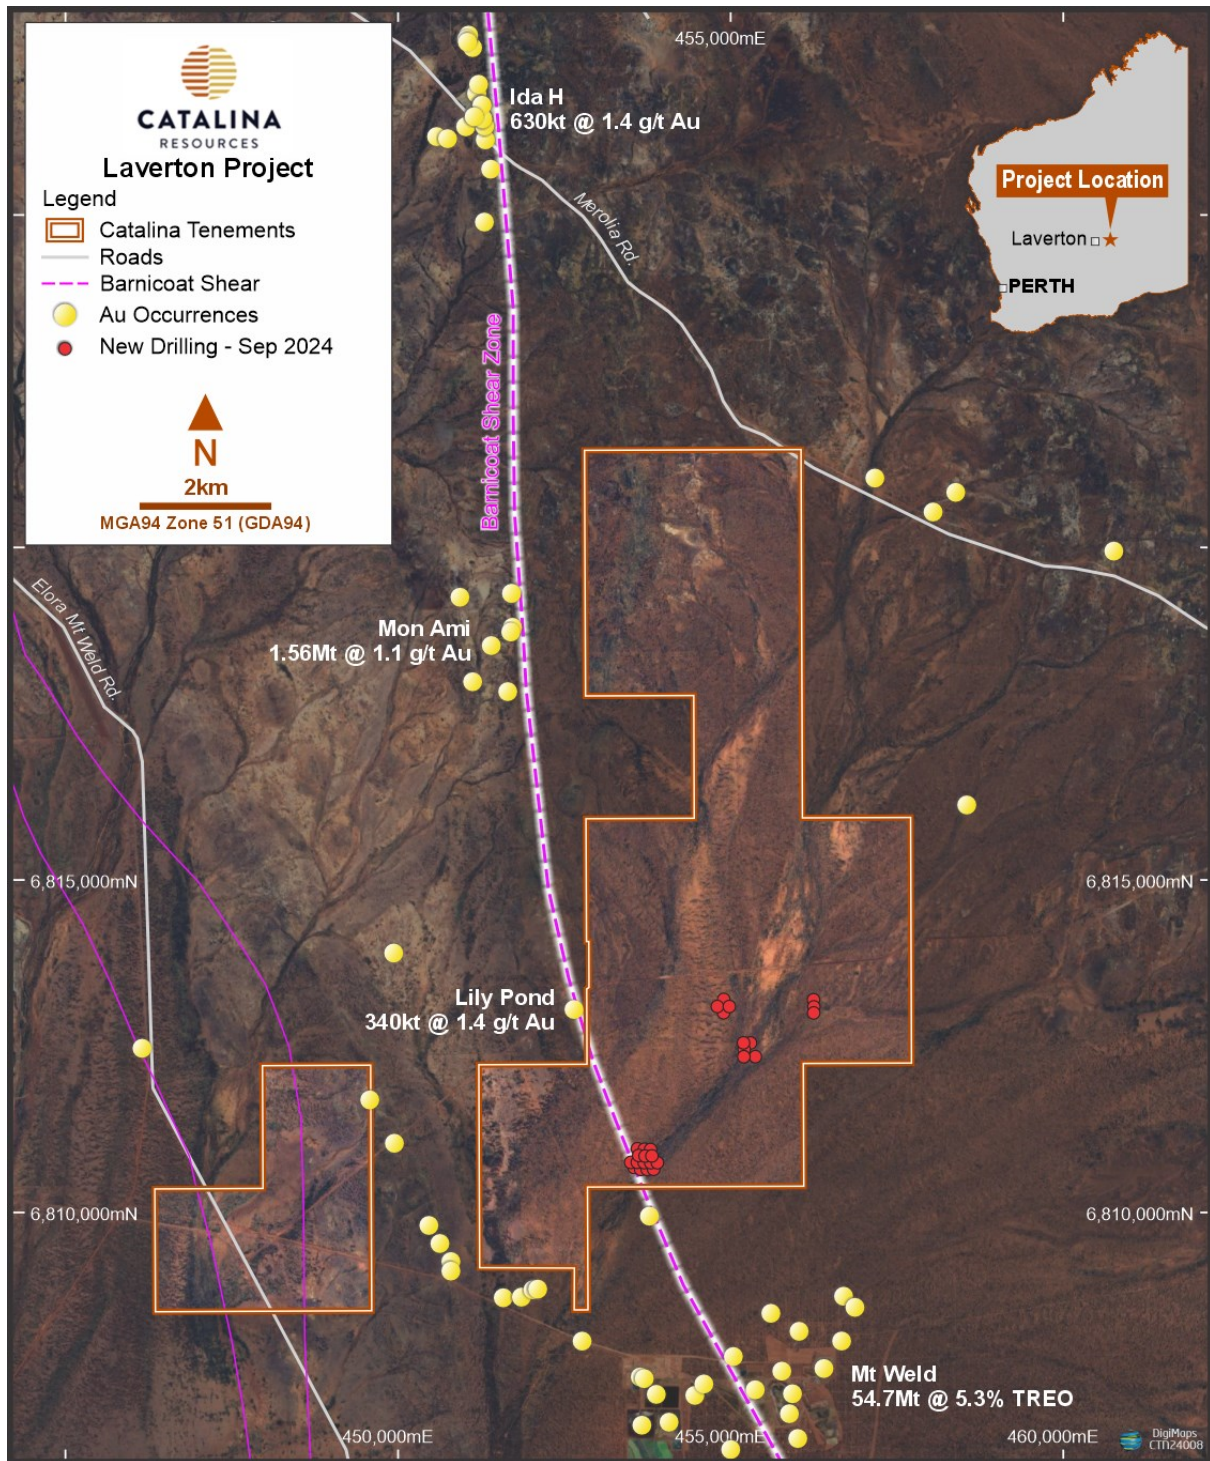 CATALINA
RESOURCES
Laverton Project
Legend
Catalina Tenements
Roads
Barnicoat Shear
Au Occurrences
New Drilling - Sep 2024
N
2km
MGA94 Zone 51 (GDA94)
455,000mE
Ida H
630kt @ 1.4 g/t Au
Merolia Rd.
Project Location
Laverton
PERTH
Barnicoat Shear Zone
Elora Mt Weld Rd.
Mon Ami
1.56Mt @ 1.1 g/t Au
6,815,000mN
6,815,000mN
Lily Pond
340kt @ 1.4 g/t Au
6,810,000mN
6,810,000mN
Mt Weld
54.7Mt @ 5.3% TREO
450,000mE
455,000mE
460,000mE
DigiMaps
CTN24008